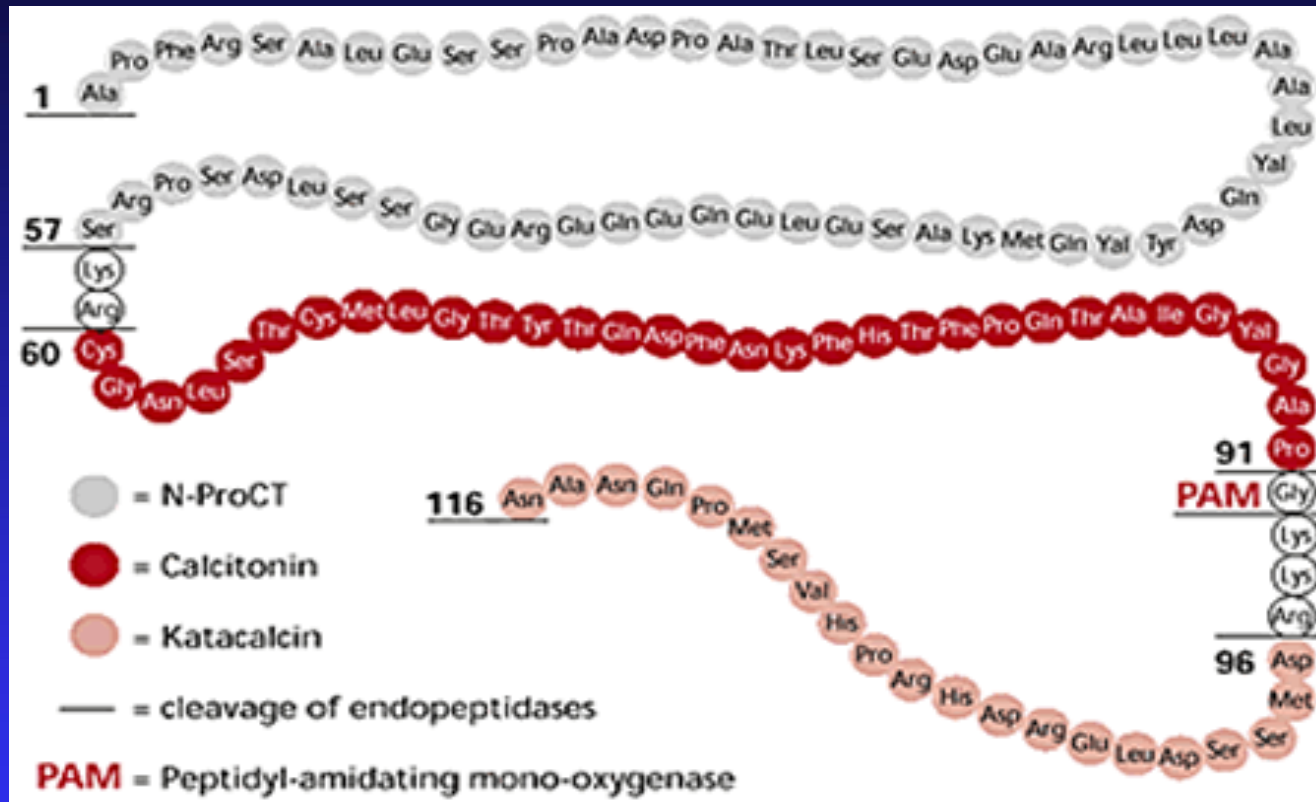 1 Ala Pro Phe Arg Ser Ala Leu Glu Ser Ser Pro Ala Asp Pro Ala Thr Leu Ser Glu Asp Glu Ala Arg Leu Leu Leu Ala
Ala
Leu
Yal
Gln
57 Ser Arg Pro Ser Asp Leu Ser Ser Gly Glu Arg Glu Gln Glu Gln Glu Leu Glu Ser Ala Lys Met Gln Yal Tyr Asp
Lys
Arg
60 Cys Gly Asn Leu Ser Thr Cys Met Leu Gly Thr Tyr Thr Gln Asp Phe Asn Lys Phe His Thr Phe Pro Gln Thr Ala Ile Gly Yal
Gly
Ala
91 Pro
PAM Gly
Lys
Lys
Arg
116 Asn Ala Asn Gln Pro Met Ser Val His Pro Arg His Asp Arg Glu Leu Asp Ser Ser
Met
96 Asp
= N-ProCT
= Calcitonin
= Katacalcin
= cleavage of endopeptidases
PAM = Peptidyl-amidating mono-oxygenase